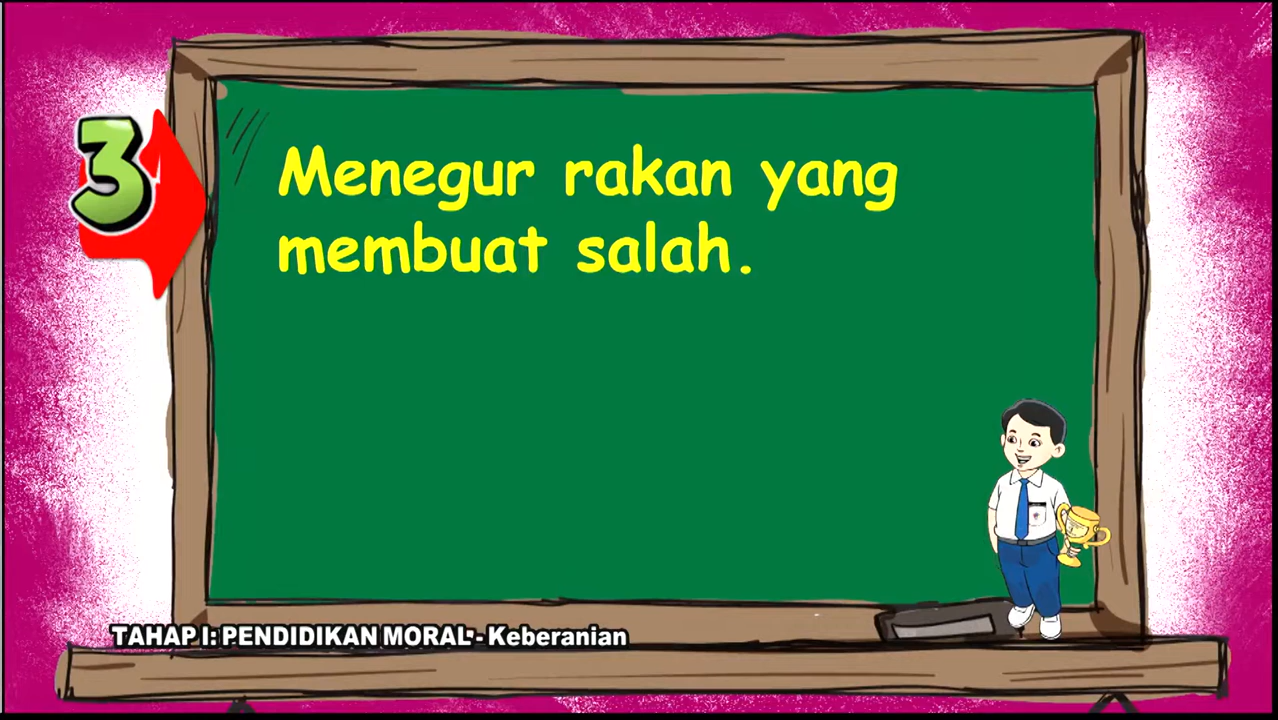 3
Menegur rakan yang
membuat salah.
TAHAP I: PENDIDIKAN MORAL - Keberanian